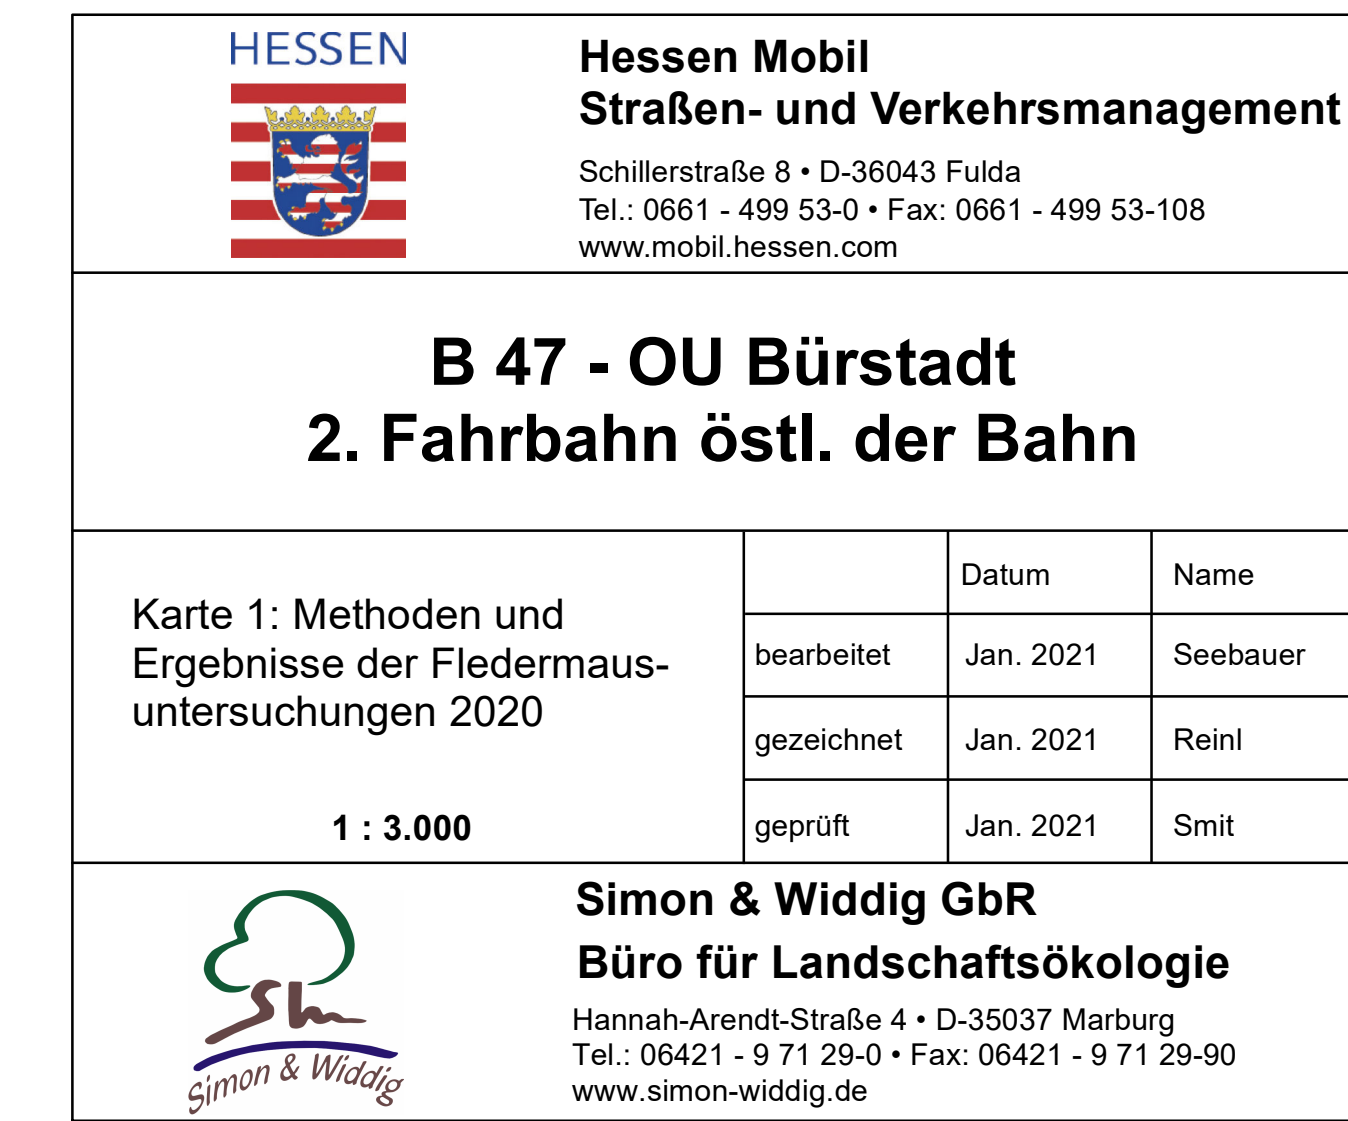 HESSEN
Hessen Mobil
Straßen- und Verkehrsmanagement
Schillerstraße 8 • D-36043 Fulda
Tel.: 0661 - 499 53-0 • Fax: 0661 - 499 53-108
www.mobil.hessen.com
B 47 - OU Bürstadt
2. Fahrbahn östl. der Bahn
Karte 1: Methoden und
Ergebnisse der Fledermaus-
untersuchungen 2020
1 : 3.000
Datum Name
bearbeitet Jan. 2021 Seebauer
gezeichnet Jan. 2021 Reinl
geprüft Jan. 2021 Smit
Simon & Widdig
Simon & Widdig GbR
Büro für Landschaftsökologie
Hannah-Arendt-Straße 4 • D-35037 Marburg
Tel.: 06421 - 9 71 29-0 • Fax: 06421 - 9 71 29-90
www.simon-widdig.de